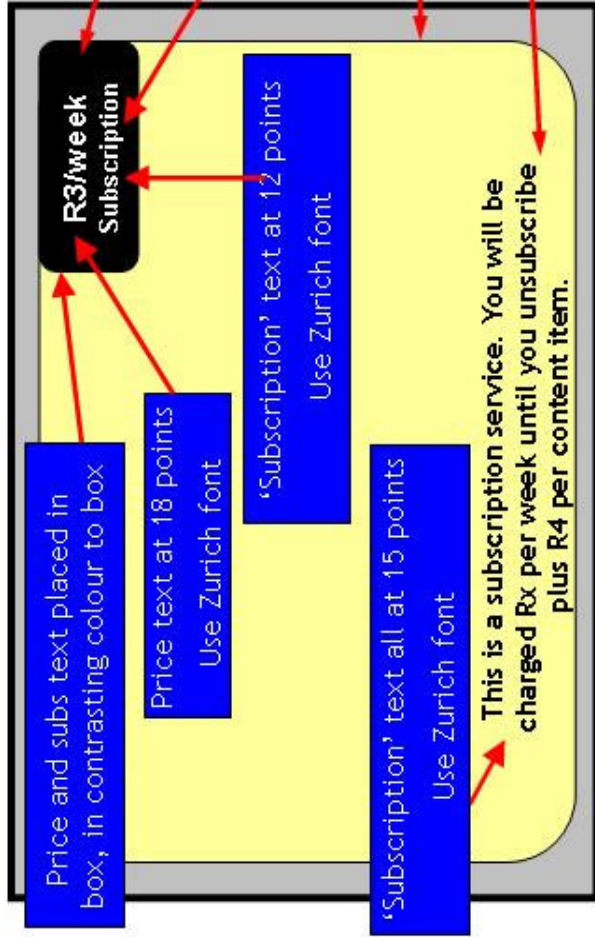 Price and subs text placed in
box, in contrasting colour to box
R3/week
Subscription
Price text at 18 points
Use Zurich font
‘Subscription’ text at 12 points
Use Zurich font
‘Subscription’ text all at 15 points
Use Zurich font
This is a subscription service. You will be
charged Rx per week until you unsubscribe
plus R4 per content item.